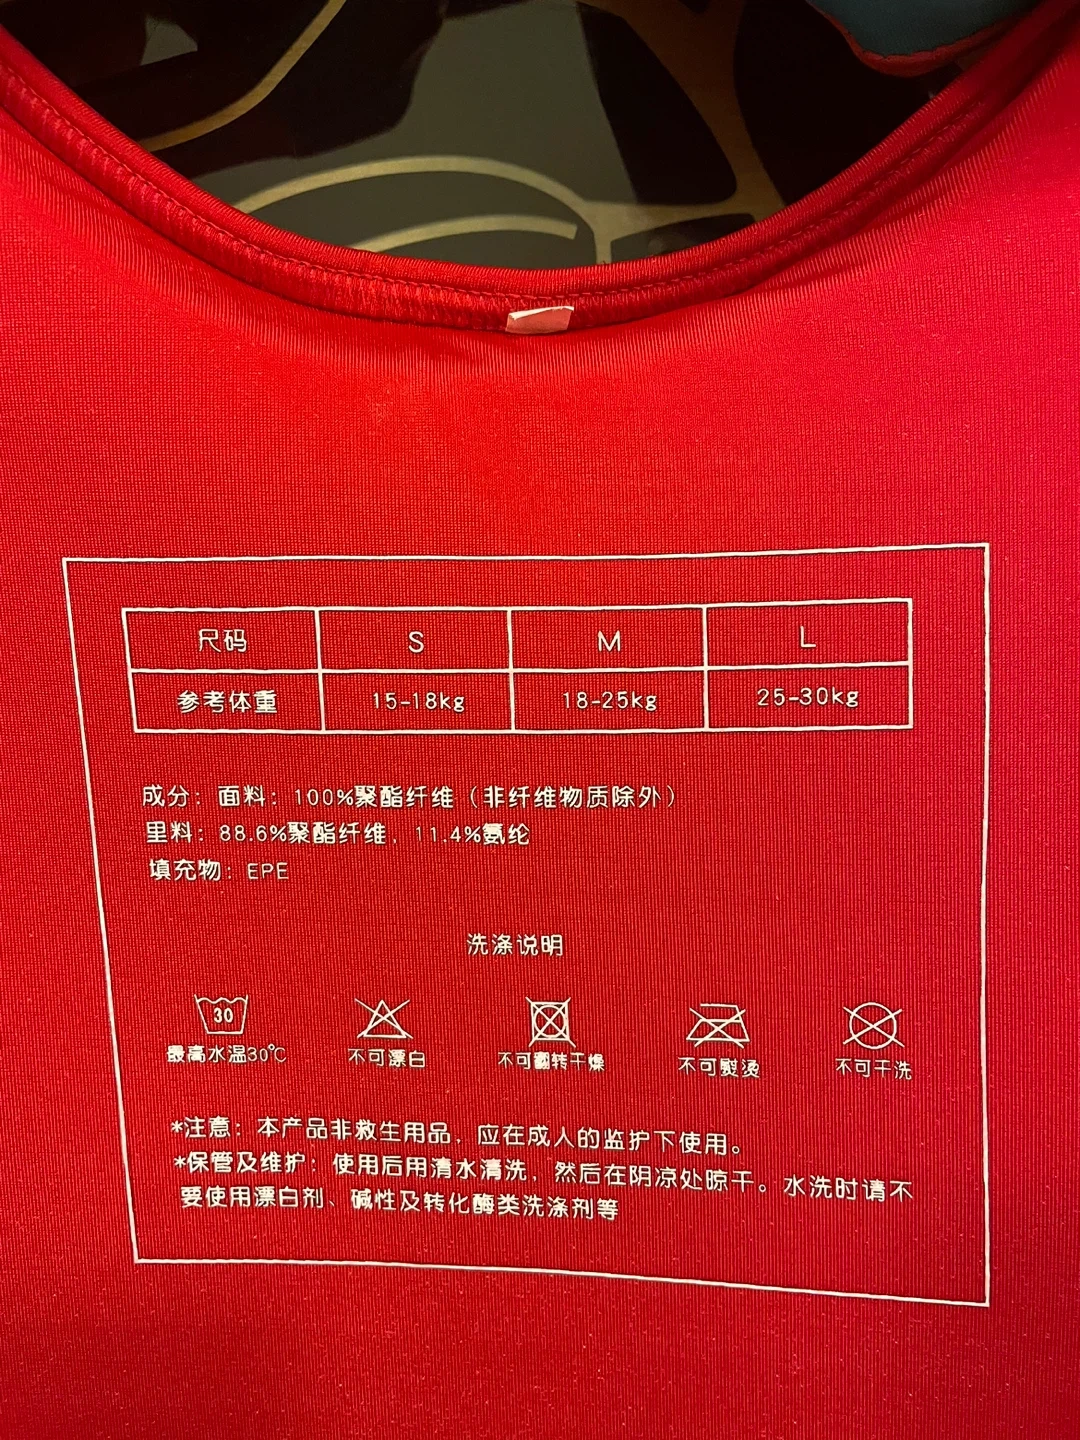 尺码 S M L
参考体重 15-18kg 18-25kg 25-30kg
成分：面料：100%聚酯纤维（非纤维物质除外）
里料：88.6%聚酯纤维，11.4%氨纶
填充物：EPE
洗涤说明
30
最高水温30℃ 不可漂白 不可翻转干燥 不可熨烫 不可干洗
*注意：本产品非救生用品，应在成人的监护下使用。
*保管及维护：使用后用清水清洗，然后在阴凉处晾干。水洗时请不
要使用漂白剂、碱性及转化酶类洗涤剂等